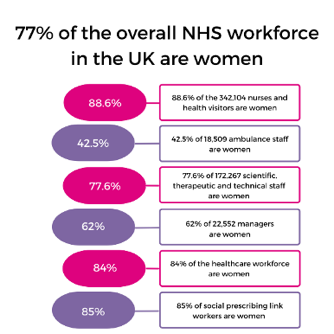 77% of the overall NHS workforce
in the UK are women
88.6%
88.6% of the 342,104 nurses and
health visitors are women
42.5%
42.5% of 18,509 ambulance staff
are women
77.6%
77.6% of 172,267 scientific,
therapeutic and technical staff
are women
62%
62% of 22,552 managers
are women
84%
84% of the healthcare workforce
are women
85%
85% of social prescribing link
workers are women